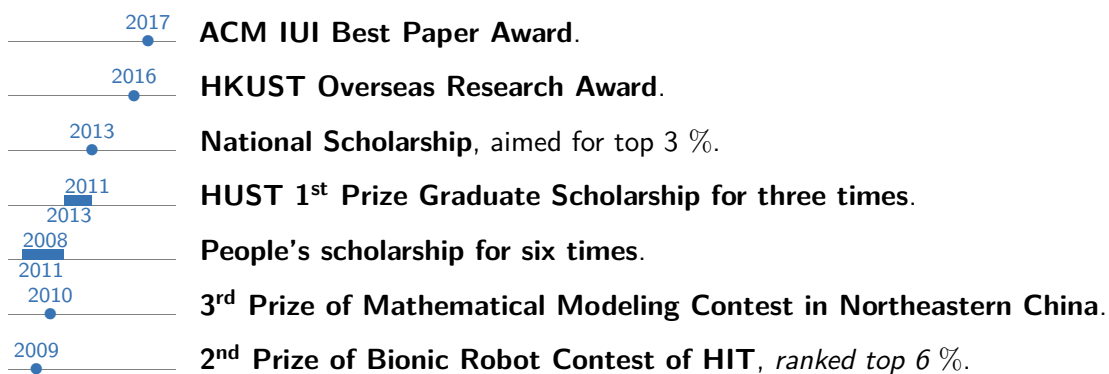 2017 ACM IUI Best Paper Award.
2016 HKUST Overseas Research Award.
2013 National Scholarship, aimed for top 3 %.
2011
HUST 1st Prize Graduate Scholarship for three times.
2013
2008
People's scholarship for six times.
2011
2010 3rd Prize of Mathematical Modeling Contest in Northeastern China.
2009 2nd Prize of Bionic Robot Contest of HIT, ranked top 6 %.